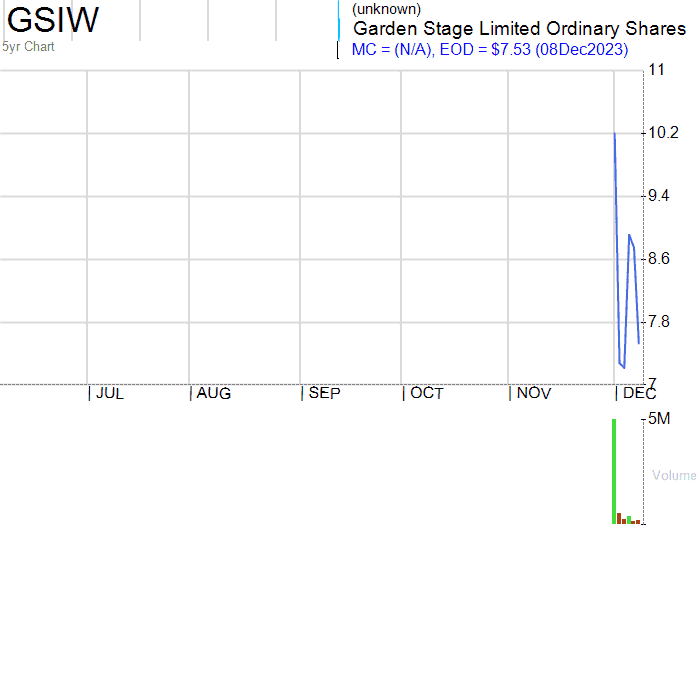 GSIW
5yr Chart
(unknown)
Garden Stage Limited Ordinary Shares
MC = (N/A), EOD = $7.53 (08Dec2023)
11
10.2
9.4
8.6
7.8
7
JUL AUG SEP OCT NOV DEC
5M
Volume